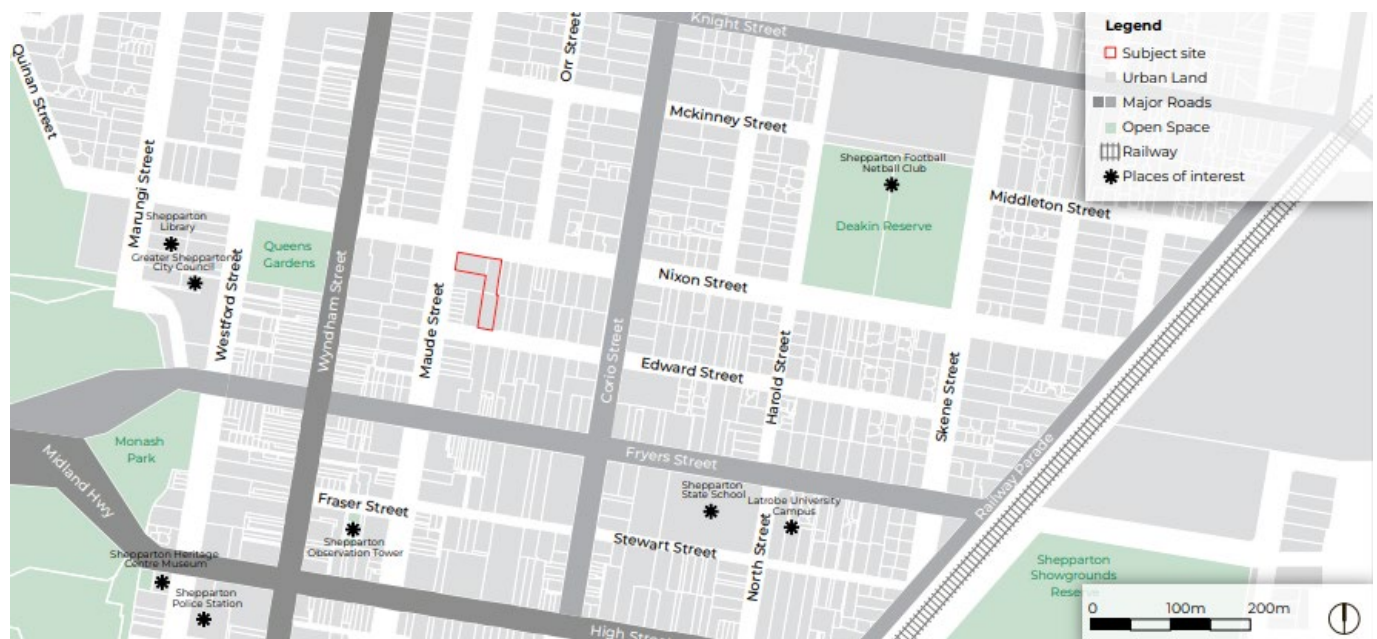 Legend
Subject site
Urban Land
Major Roads
Open Space
Railway
Places of interest
Knight Street
Orr Street
Quinan Street
Mckinney Street
Shepparton Football
Netball Club
Middleton Street
Deakin Reserve
Marungi Street
Shepparton
Library
Greater Shepparton
City Council
Queens
Gardens
Westford Street
Wyndham Street
Maude Street
Nixon Street
Corio Street
Edward Street
Harold Street
Skene Street
Monash
Park
Midland Hwy
Fryers Street
Railway Parade
Fraser Street
Shepparton
State School
Latrobe University
Campus
Shepparton
Observation Tower
Stewart Street
North Street
Shepparton Heritage
Centre Museum
Shepparton
Police Station
Shepparton
Showgrounds
Reserve
High Street
0 100m 200m